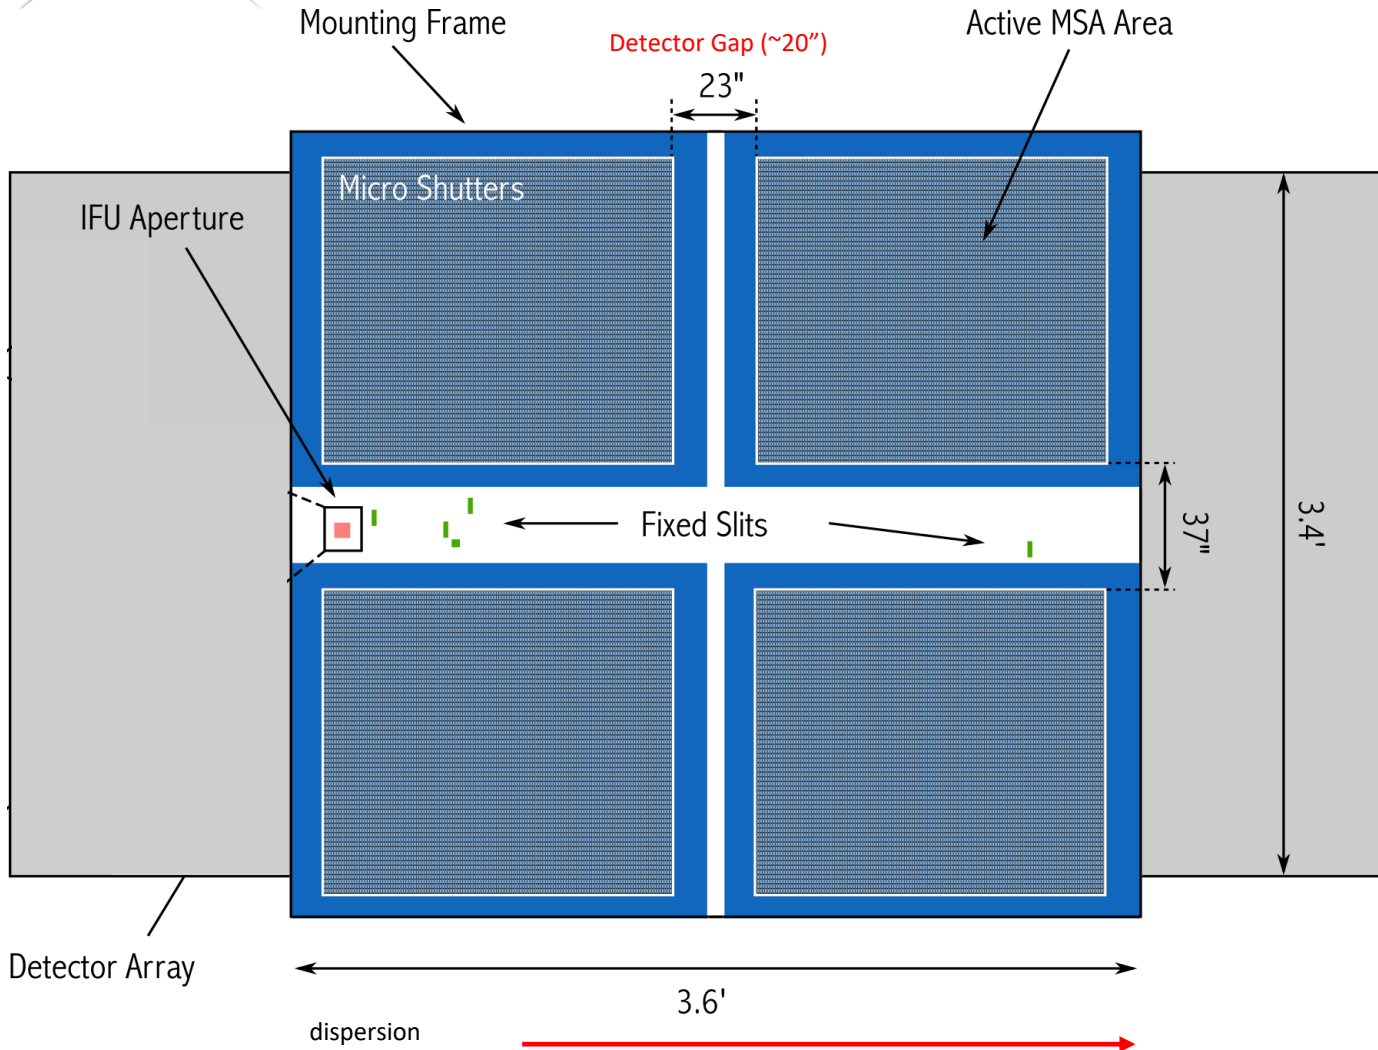 Mounting Frame
Detector Gap (~20”)
Active MSA Area
23"
Micro Shutters
IFU Aperture
Fixed Slits
37"
3.4'
Detector Array
3.6'
dispersion